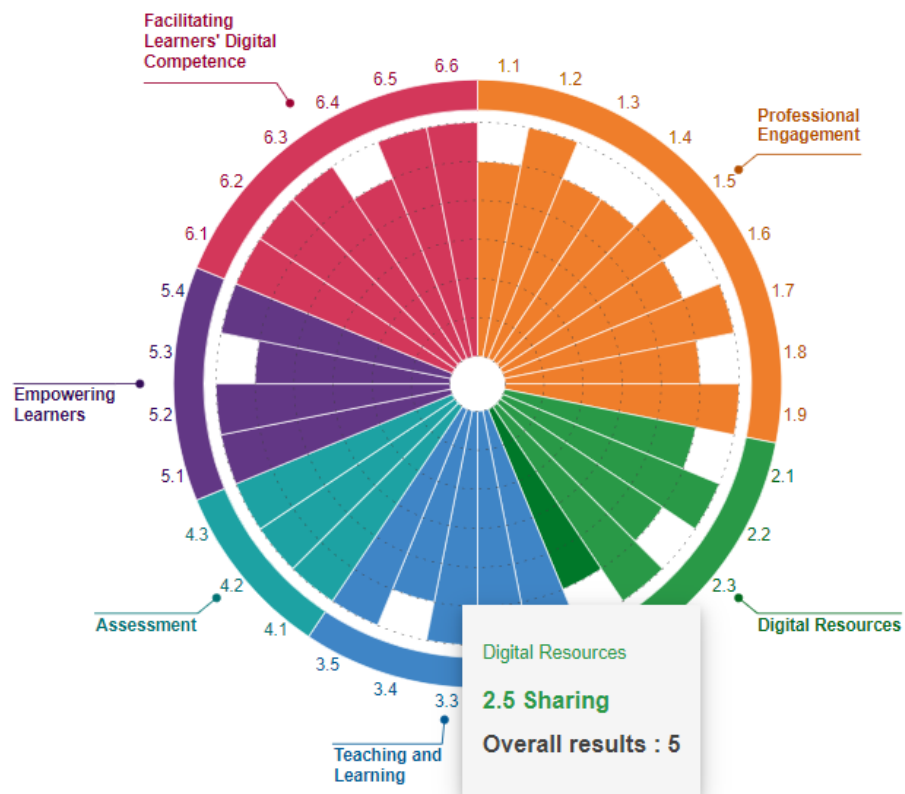 Facilitating
Learners' Digital
Competence
6.6
1.1
6.5
1.2
6.4
1.3
6.3
1.4
Professional
Engagement
6.2
1.5
6.1
1.6
5.4
1.7
5.3
1.8
Empowering
Learners
5.2
1.9
5.1
2.1
4.3
2.2
4.2
2.3
Assessment
Digital Resources
4.1
3.5
3.4
3.3
Teaching and
Learning
Digital Resources
2.5 Sharing
Overall results : 5